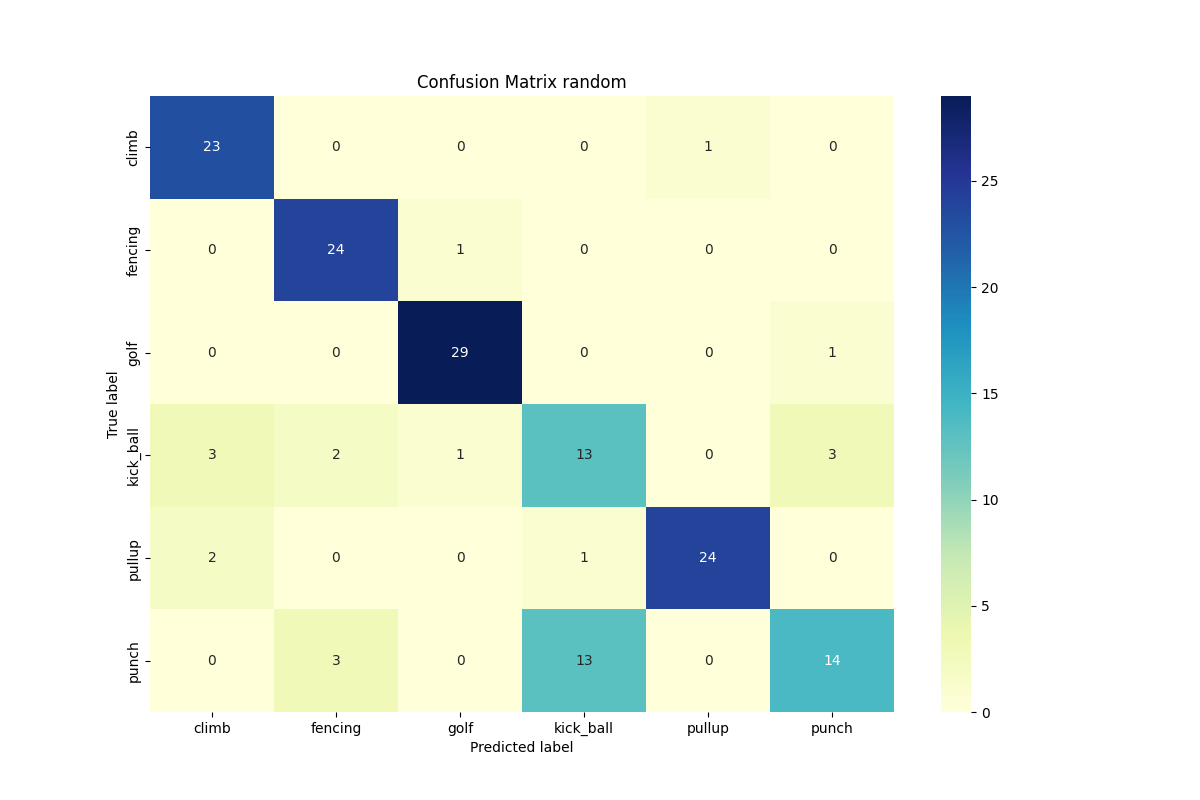 Confusion Matrix random
True label
climb 23 0 0 0 1 0
fencing 0 24 1 0 0 0
golf 0 0 29 0 0 1
kick_ball 3 2 1 13 0 3
pullup 2 0 0 1 24 0
punch 0 3 0 13 0 14
climb fencing golf kick_ball pullup punch
Predicted label
25
20
15
10
5
0